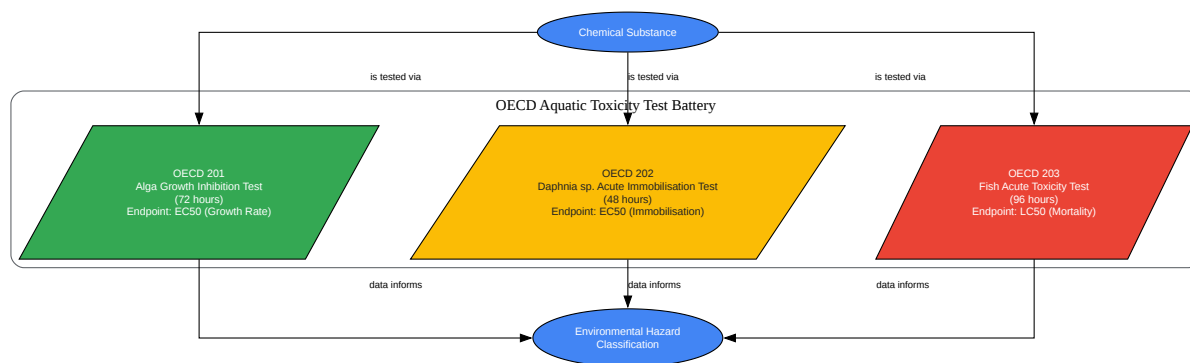 Chemical Substance
is tested via
is tested via
is tested via
OECD Aquatic Toxicity Test Battery
OECD 201
Alga Growth Inhibition Test
(72 hours)
Endpoint: EC50 (Growth Rate)
OECD 202
Daphnia sp. Acute Immobilisation Test
(48 hours)
Endpoint: EC50 (Immobilisation)
OECD 203
Fish Acute Toxicity Test
(96 hours)
Endpoint: LC50 (Mortality)
data informs
data informs
data informs
Environmental Hazard
Classification